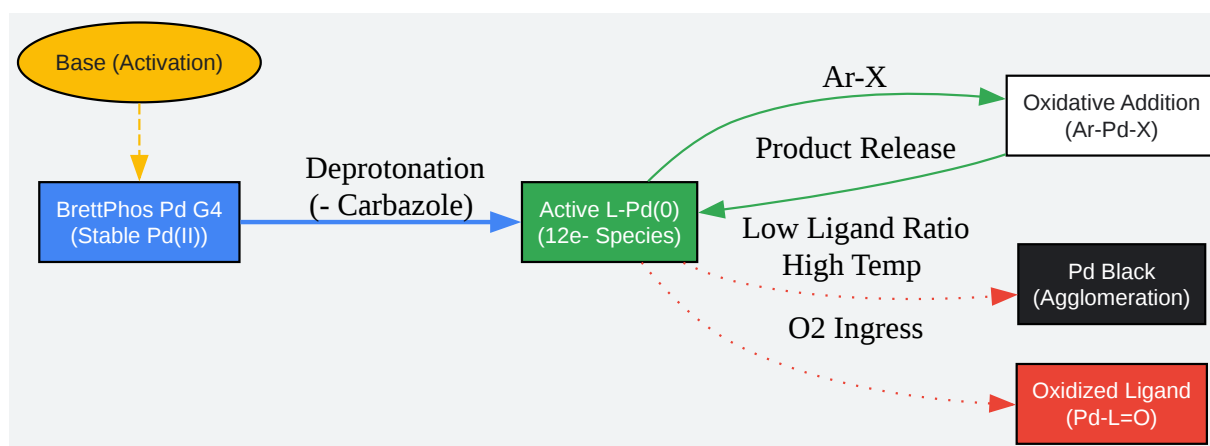 Base (Activation)
BrettPhos Pd G4
(Stable Pd(II))
Deprotonation
(- Carbazole)
Active L-Pd(0)
(12e- Species)
Ar-X
Product Release
Oxidative Addition
(Ar-Pd-X)
Low Ligand Ratio
High Temp
Pd Black
(Agglomeration)
O2 Ingress
Oxidized Ligand
(Pd-L=O)